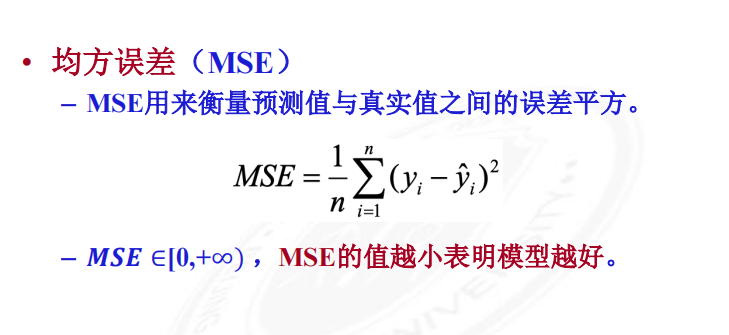 • 均方误差（MSE）
– MSE用来衡量预测值与真实值之间的误差平方。
MSE = \frac{1}{n} \sum_{i=1}^{n} (y_i - \hat{y}_i)^2
– MSE ∈[0,+∞)，MSE的值越小表明模型越好。